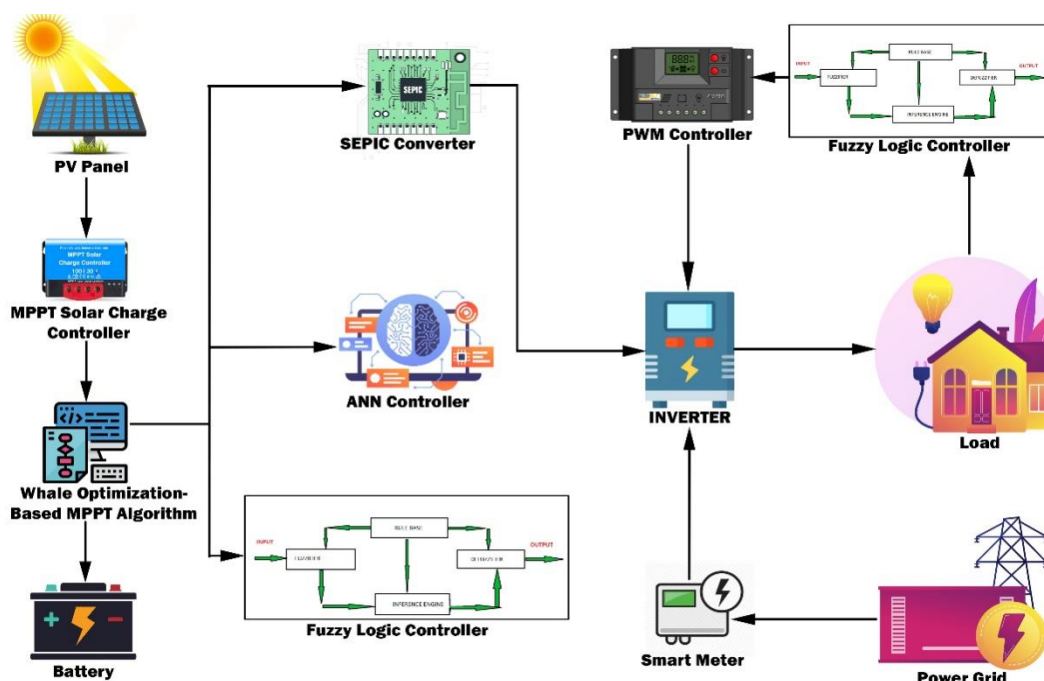 PV Panel
MPPT Solar
Charge Controller
MPPT Solar Charge
Controller
Whale Optimization-
Based MPPT Algorithm
Battery
SEPIC
SEPIC Converter
ANN Controller
INPUT
RULE BASE
OUTPUT
INFERENCE ENGINE
Fuzzy Logic Controller
PWM Controller
INPUT
RULE BASE
OUTPUT
FUZZIFIER
INFERENCE ENGINE
Fuzzy Logic Controller
INVERTER
Load
Smart Meter
Power Grid